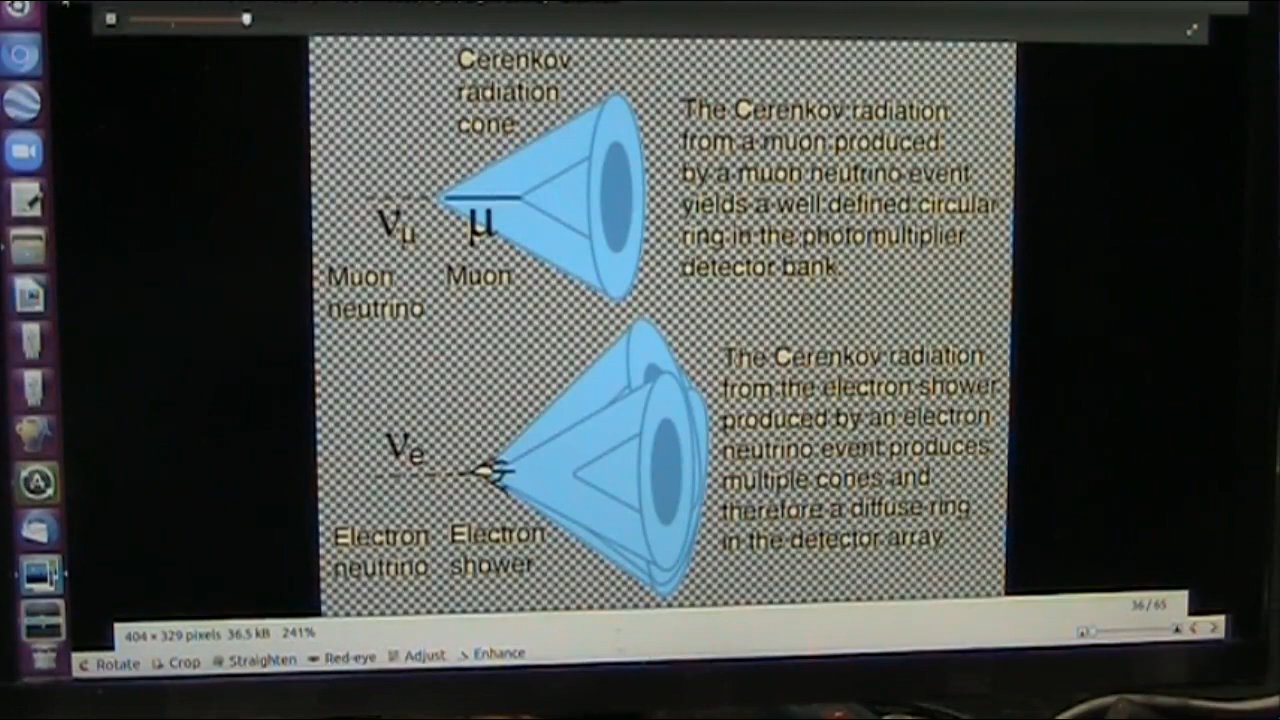 Cerenkov
radiation
cone
The Cerenkov radiation
from a muon produced
by a muon neutrino event
yields a well defined circular
ring in the photomultiplier
detector bank.
νμ
μ
Muon
neutrino
Muon
The Cerenkov radiation
from the electron shower
produced by an electron
neutrino event produces
multiple cones and
therefore a diffuse ring
in the detector array.
νe
Electron
neutrino
Electron
shower
404 × 329 pixels 36.5 kB 241%
36 / 65
Rotate Crop Straighten Red-eye Adjust Enhance